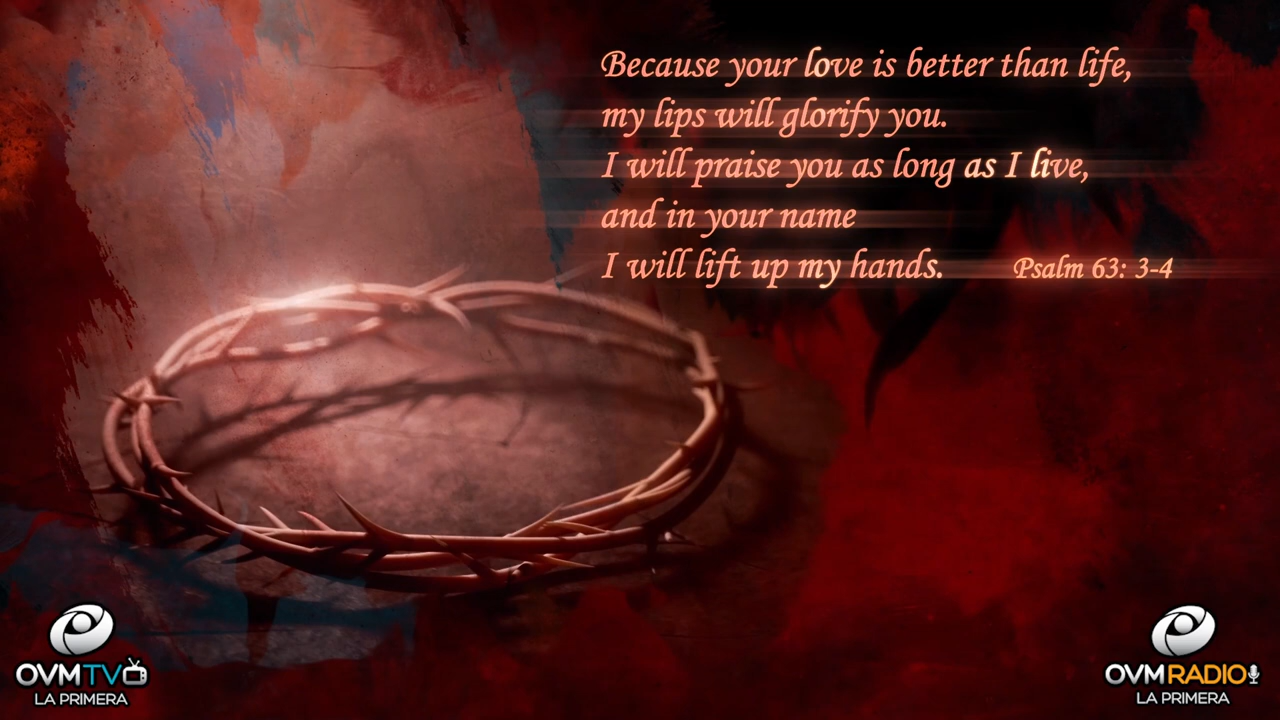 Because your love is better than life,
my lips will glorify you.
I will praise you as long as I live,
and in your name
I will lift up my hands.
Psalm 63: 3-4
OVMTV
LA PRIMERA
OVMRADIO
LA PRIMERA